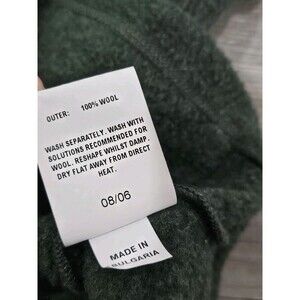 OUTER: 100% WOOL
WASH SEPARATELY. WASH WITH
SOLUTIONS RECOMMENDED FOR
WOOL. RESHAPE WHILST DAMP.
DRY FLAT AWAY FROM DIRECT
HEAT.
08/06
MADE IN
BULGARIA